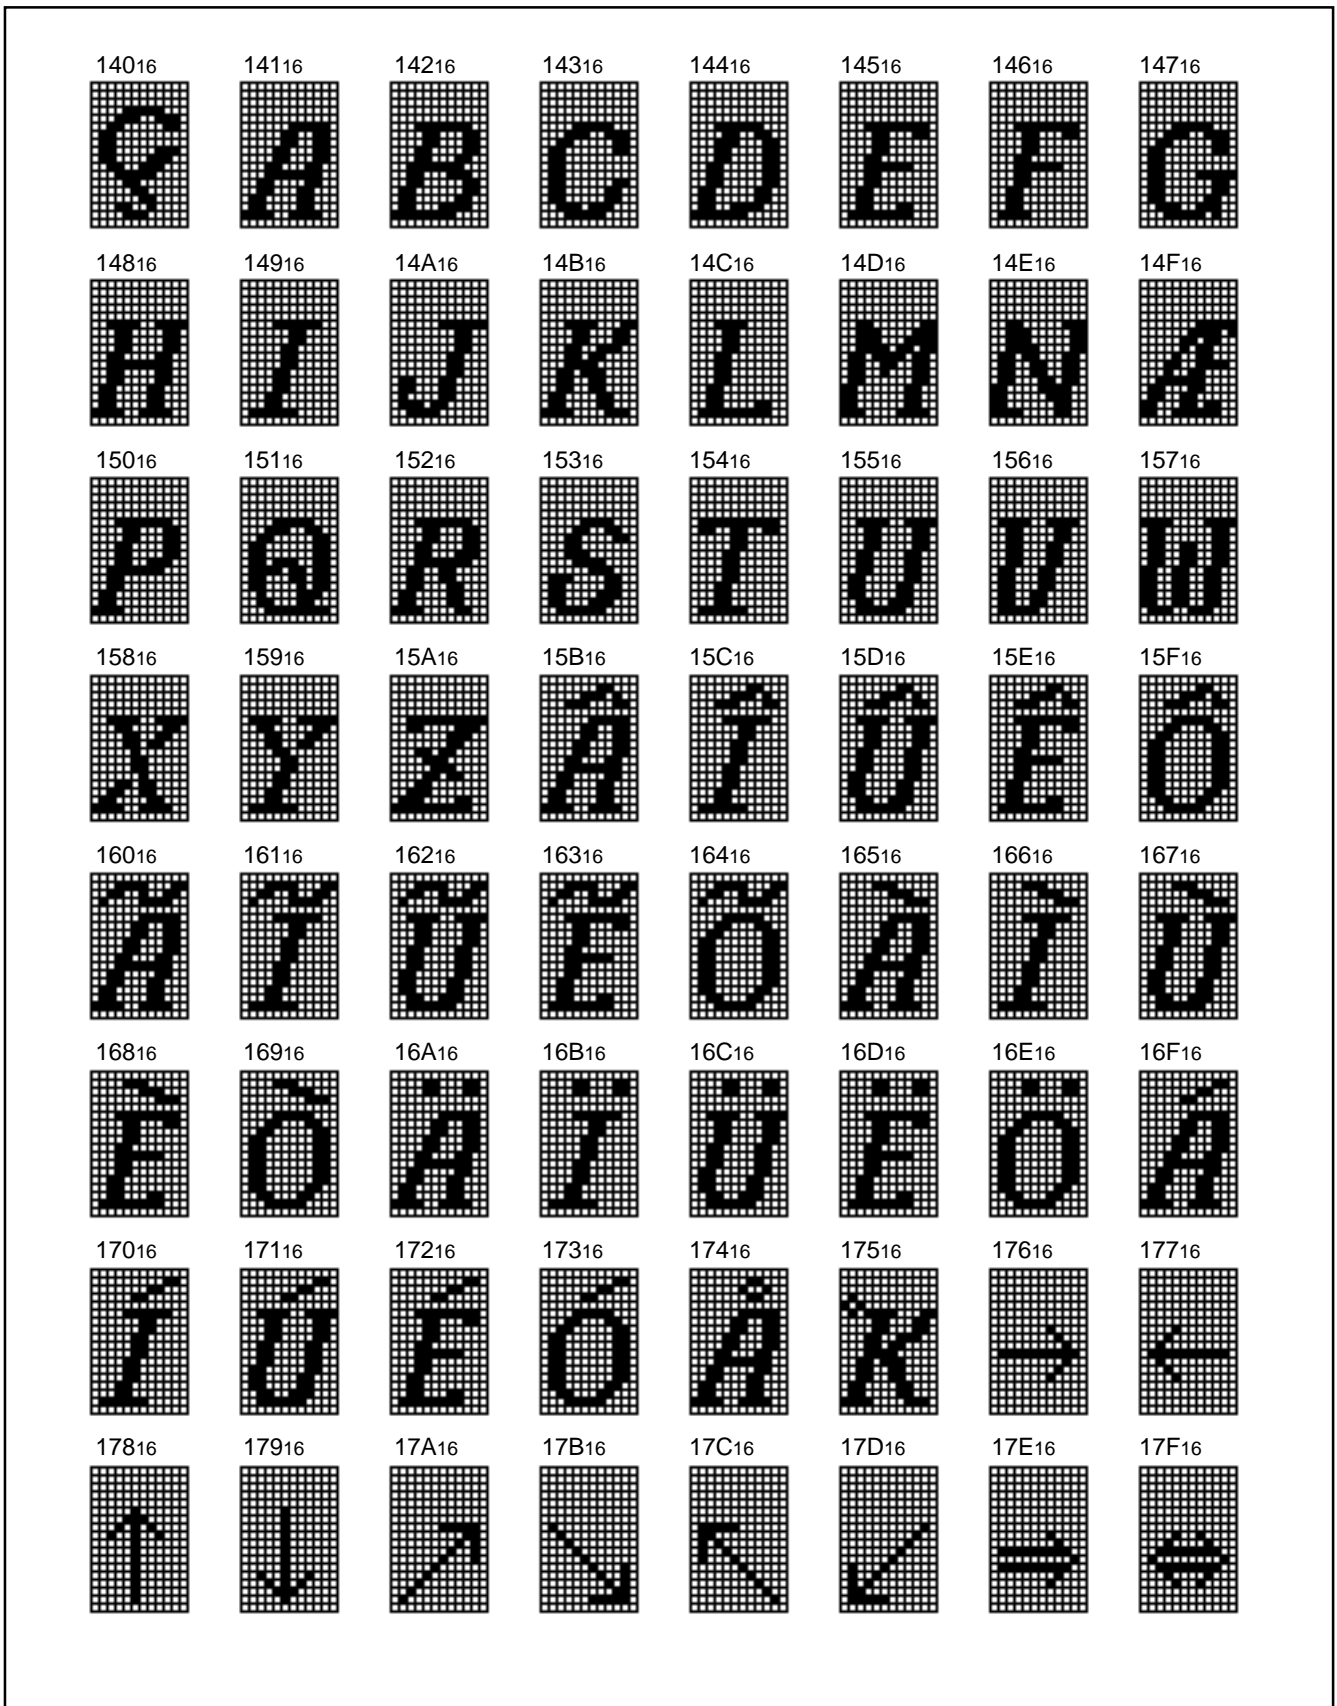 140₁₆ 141₁₆ 142₁₆ 143₁₆ 144₁₆ 145₁₆ 146₁₆ 147₁₆
Ç A B C D E F G
148₁₆ 149₁₆ 14A₁₆ 14B₁₆ 14C₁₆ 14D₁₆ 14E₁₆ 14F₁₆
H I J K L M N Æ
150₁₆ 151₁₆ 152₁₆ 153₁₆ 154₁₆ 155₁₆ 156₁₆ 157₁₆
P Q R S T U V W
158₁₆ 159₁₆ 15A₁₆ 15B₁₆ 15C₁₆ 15D₁₆ 15E₁₆ 15F₁₆
X Y Z Â Î Û Ê Ô
160₁₆ 161₁₆ 162₁₆ 163₁₆ 164₁₆ 165₁₆ 166₁₆ 167₁₆
Ã Ĩ Ũ Ẽ Õ À Ì Ù
168₁₆ 169₁₆ 16A₁₆ 16B₁₆ 16C₁₆ 16D₁₆ 16E₁₆ 16F₁₆
È Ò Ä Ï Ü Ë Ö Á
170₁₆ 171₁₆ 172₁₆ 173₁₆ 174₁₆ 175₁₆ 176₁₆ 177₁₆
Í Ú É Ó Å K → ←
178₁₆ 179₁₆ 17A₁₆ 17B₁₆ 17C₁₆ 17D₁₆ 17E₁₆ 17F₁₆
↑ ↓ ↗ ↘ ↖ ↙ ⇒ ⇔